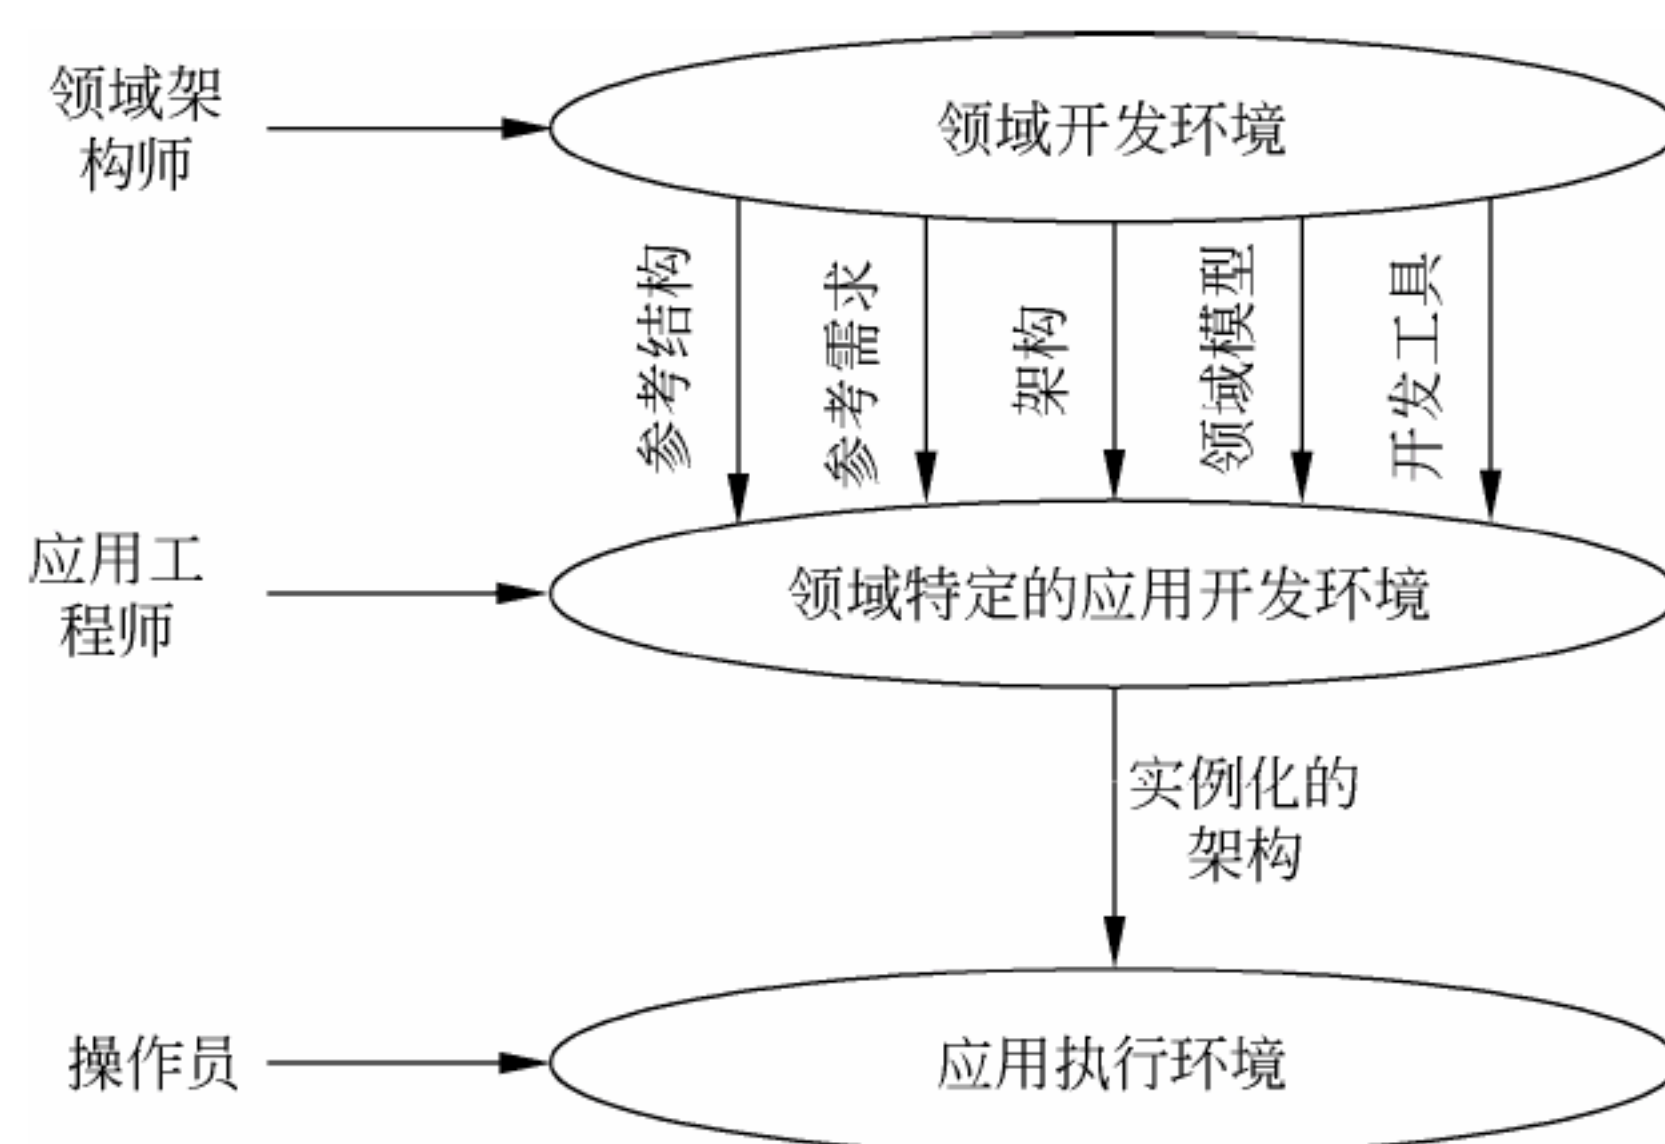 领域架
构师
领域开发环境
参考结构
参考需求
架构
领域模型
开发工具
应用工
程师
领域特定的应用开发环境
实例化的
架构
操作员
应用执行环境